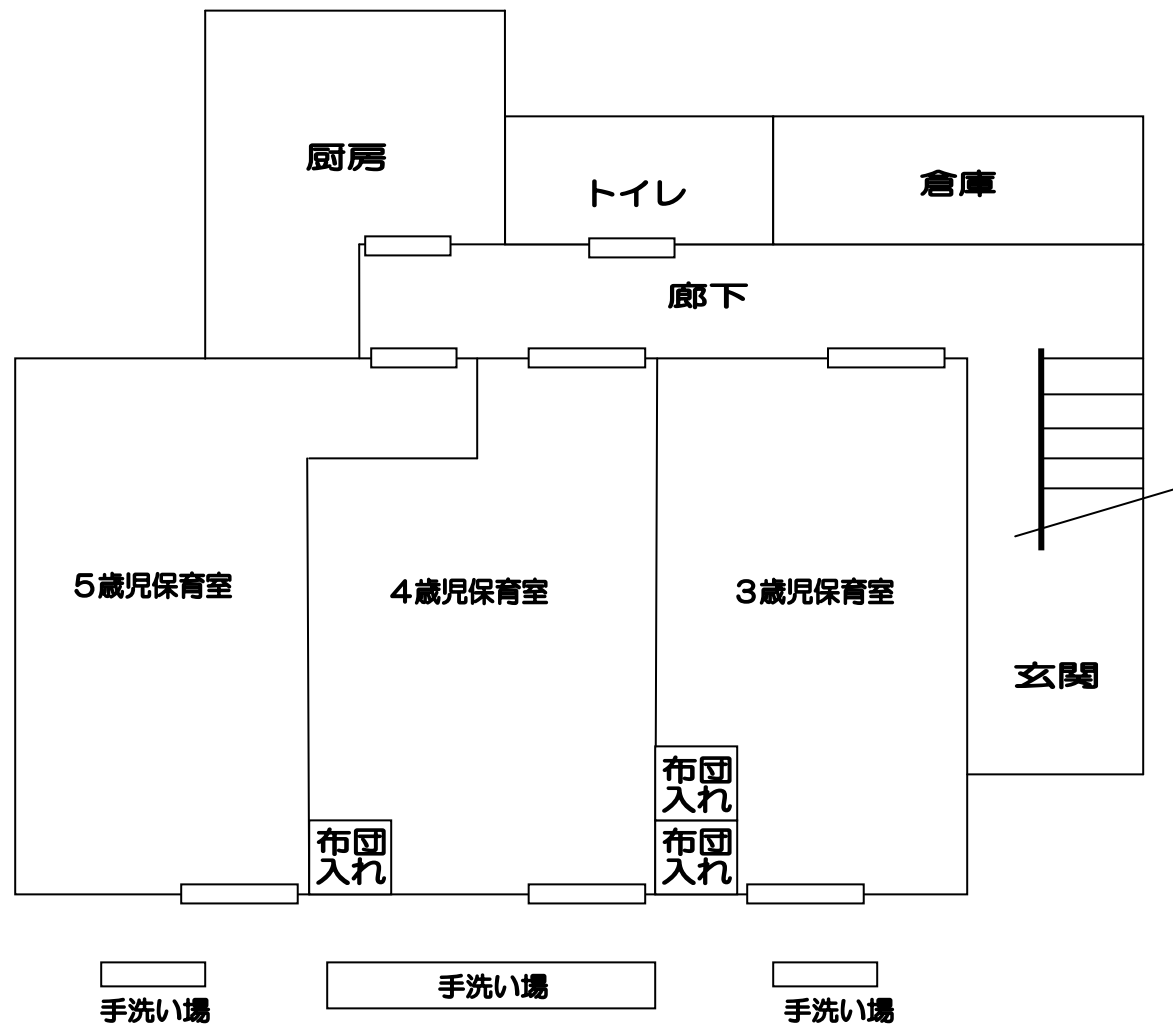 厨房
トイレ
倉庫
廊下
５歳児保育室
４歳児保育室
３歳児保育室
玄関
布団
入れ
布団
入れ
布団
入れ
手洗い場
手洗い場
手洗い場